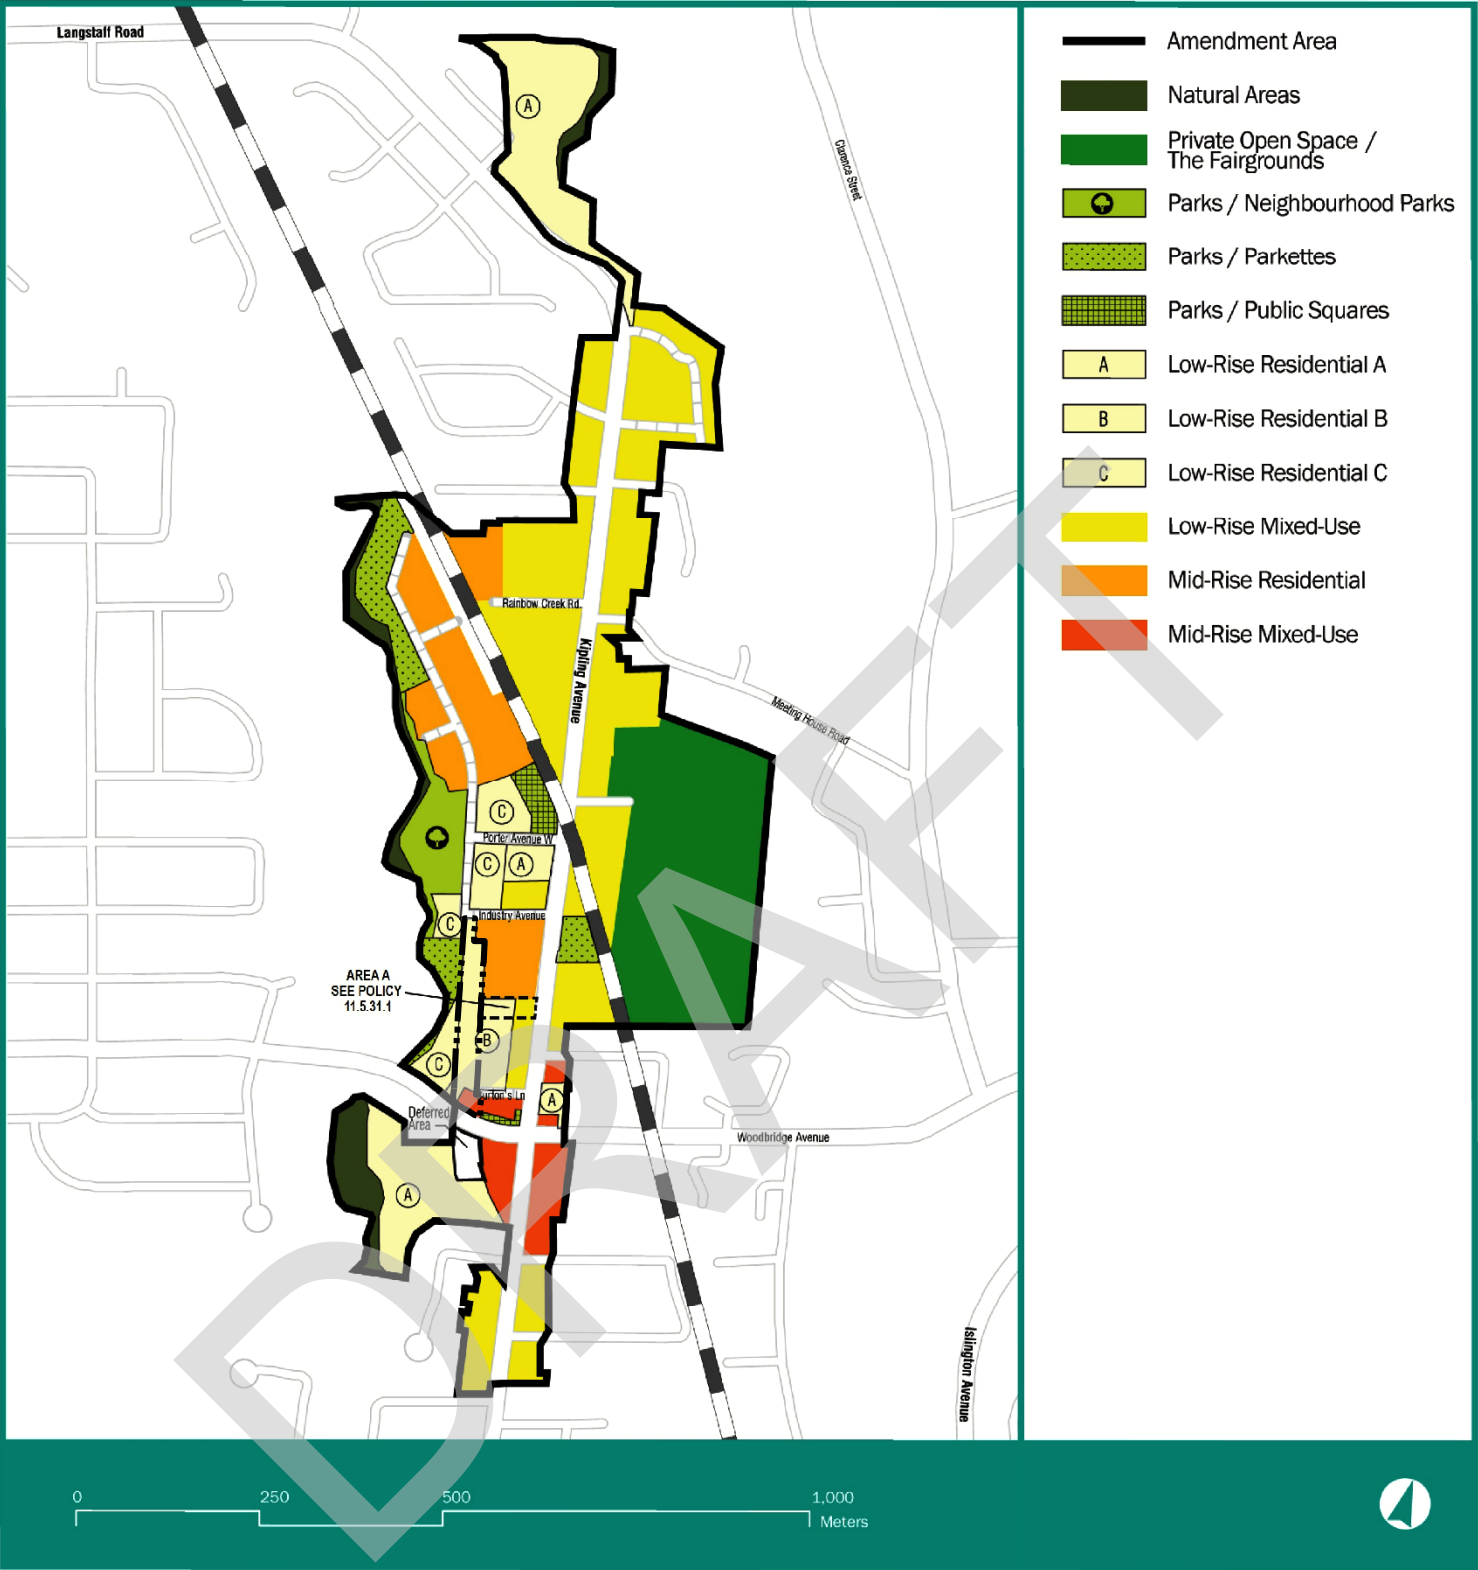 Langstaff Road
Clarence Street
A
Rainbow Creek Rd.
Kipling Avenue
Meeting House Road
C
Porter Avenue W
C
A
Industry Avenue
C
AREA A
SEE POLICY
11.5.31.1
B
C
Burton's Ln
A
Deferred
Area
Woodbridge Avenue
A
Islington Avenue
DRAFT
Amendment Area
Natural Areas
Private Open Space /
The Fairgrounds
Parks / Neighbourhood Parks
Parks / Parkettes
Parks / Public Squares
A Low-Rise Residential A
B Low-Rise Residential B
C Low-Rise Residential C
Low-Rise Mixed-Use
Mid-Rise Residential
Mid-Rise Mixed-Use
0 250 500 1,000
Meters